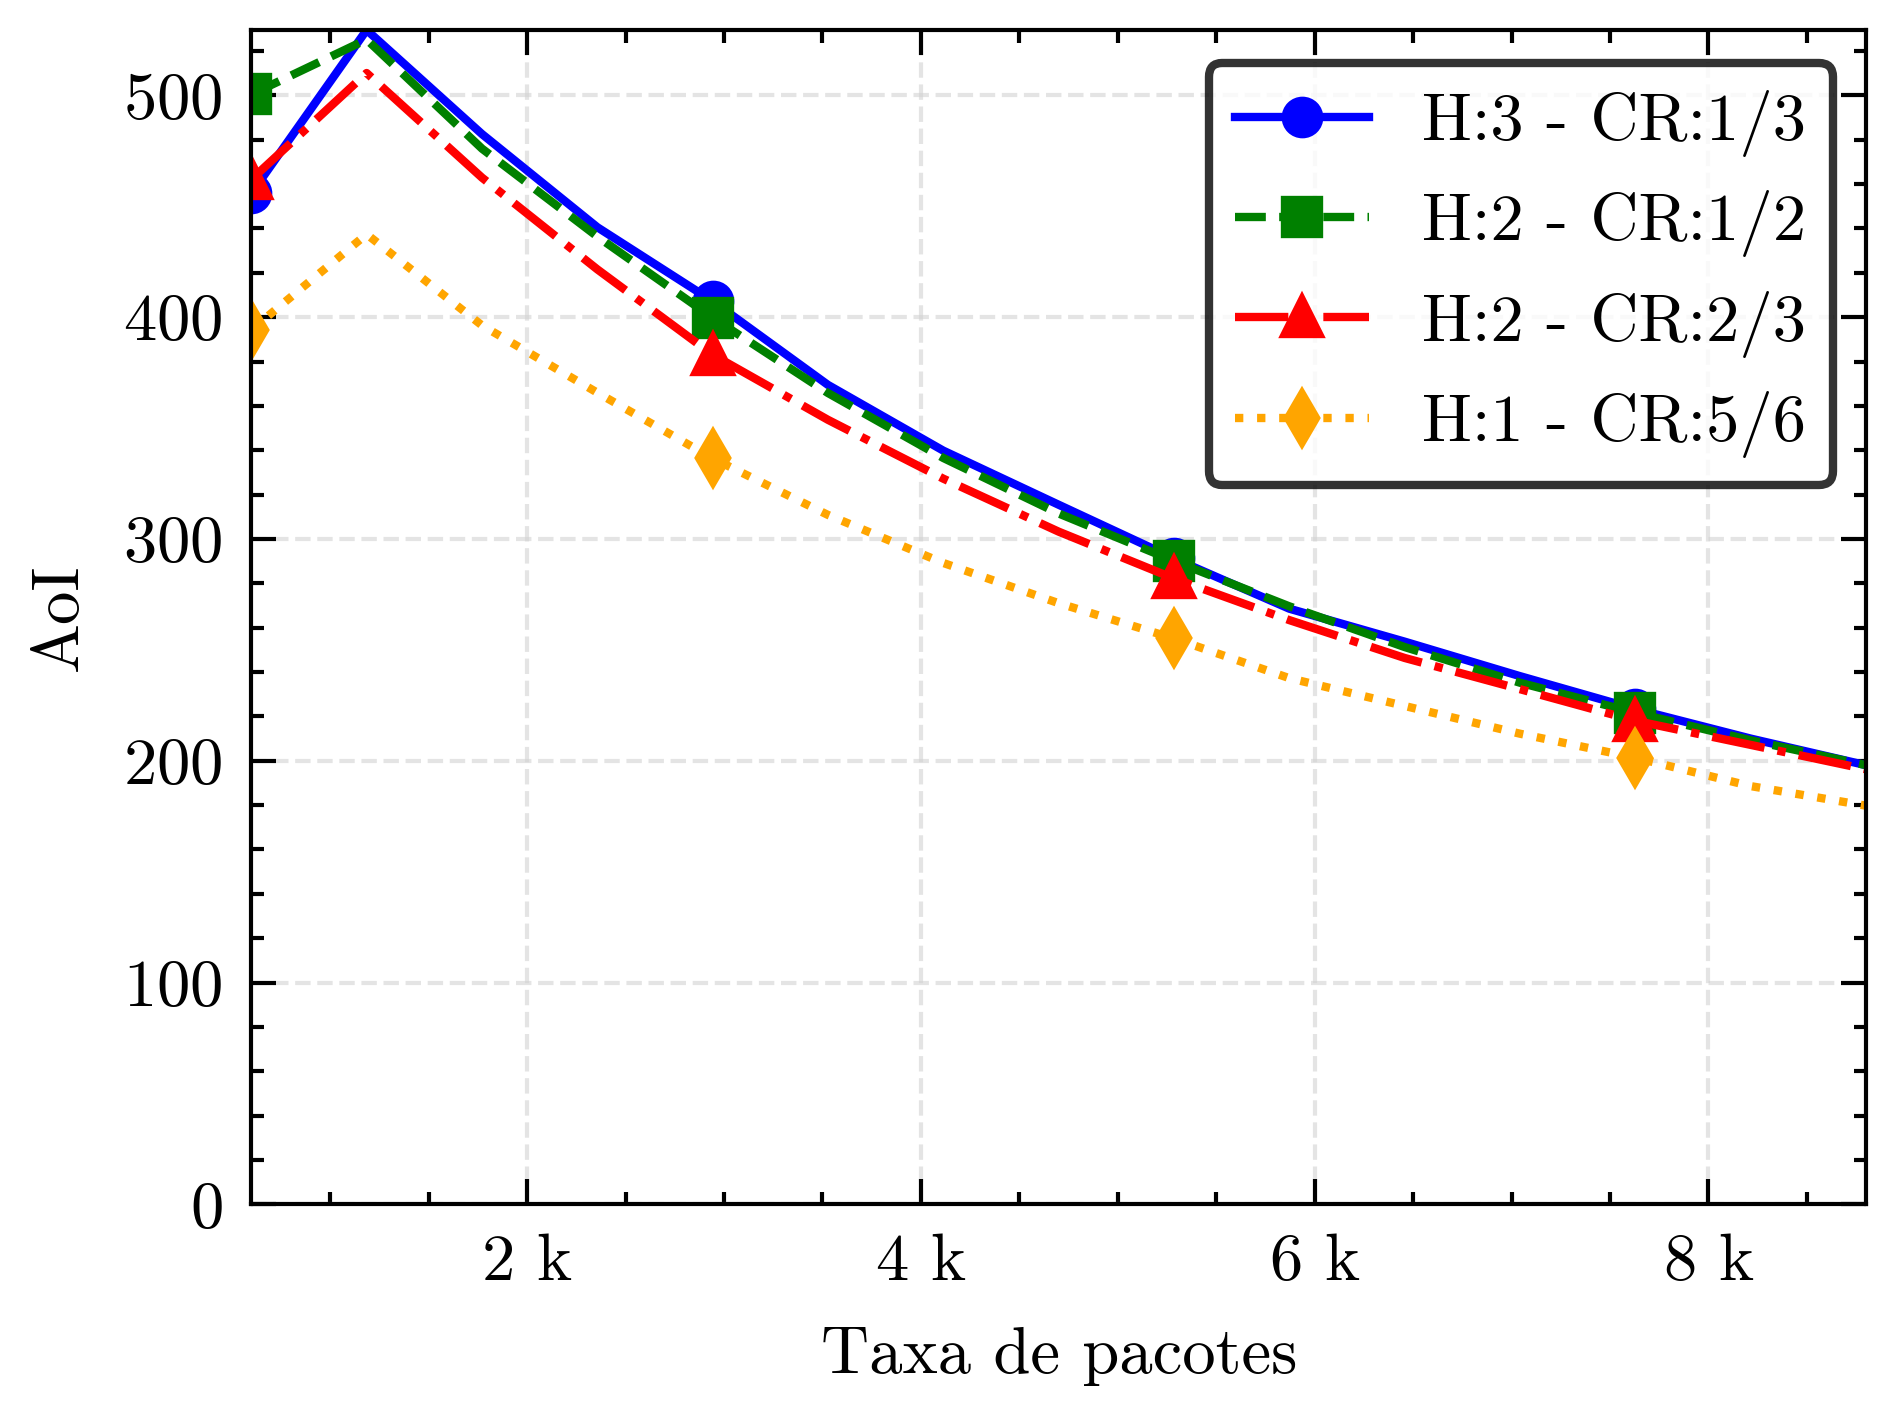 500
400
300
200
100
0
AoI
2 k
4 k
6 k
8 k
Taxa de pacotes
H:3 - CR:1/3
H:2 - CR:1/2
H:2 - CR:2/3
H:1 - CR:5/6